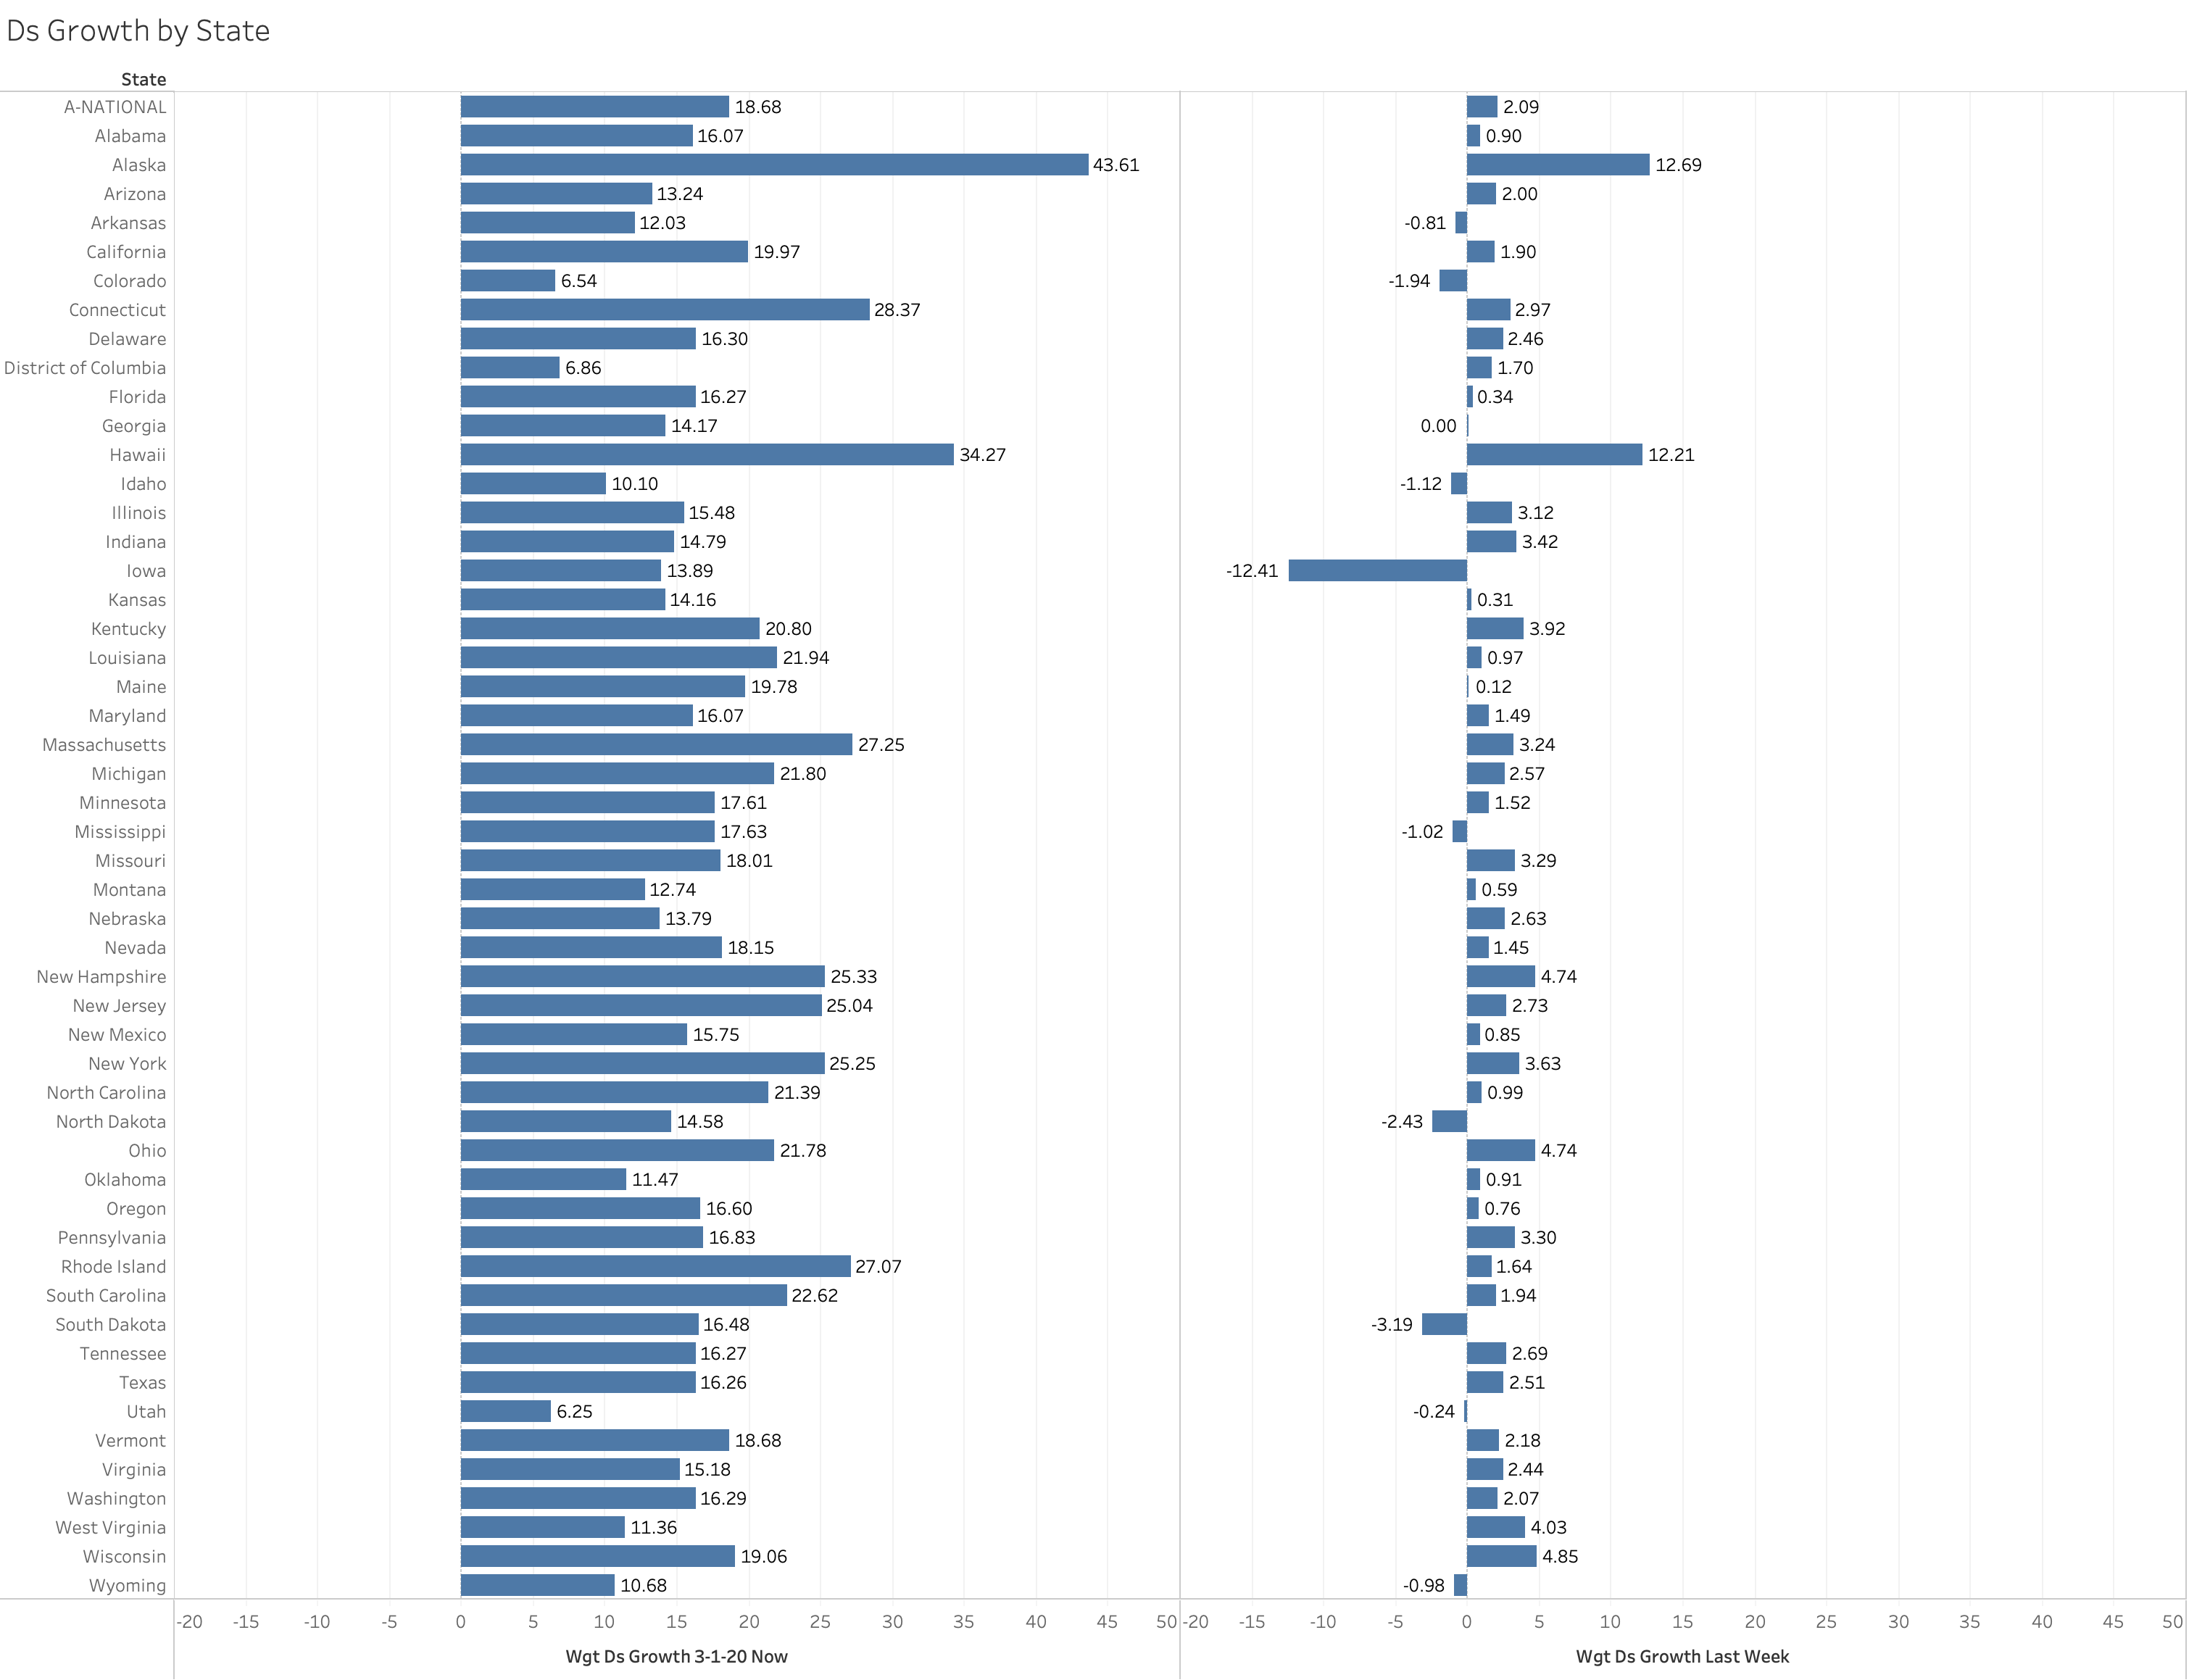 Ds Growth by State
State
A-NATIONAL 18.68 2.09
Alabama 16.07 0.90
Alaska 43.61 12.69
Arizona 13.24 2.00
Arkansas 12.03 -0.81
California 19.97 1.90
Colorado 6.54 -1.94
Connecticut 28.37 2.97
Delaware 16.30 2.46
District of Columbia 6.86 1.70
Florida 16.27 0.34
Georgia 14.17 0.00
Hawaii 34.27 12.21
Idaho 10.10 -1.12
Illinois 15.48 3.12
Indiana 14.79 3.42
Iowa 13.89 -12.41
Kansas 14.16 0.31
Kentucky 20.80 3.92
Louisiana 21.94 0.97
Maine 19.78 0.12
Maryland 16.07 1.49
Massachusetts 27.25 3.24
Michigan 21.80 2.57
Minnesota 17.61 1.52
Mississippi 17.63 -1.02
Missouri 18.01 3.29
Montana 12.74 0.59
Nebraska 13.79 2.63
Nevada 18.15 1.45
New Hampshire 25.33 4.74
New Jersey 25.04 2.73
New Mexico 15.75 0.85
New York 25.25 3.63
North Carolina 21.39 0.99
North Dakota 14.58 -2.43
Ohio 21.78 4.74
Oklahoma 11.47 0.91
Oregon 16.60 0.76
Pennsylvania 16.83 3.30
Rhode Island 27.07 1.64
South Carolina 22.62 1.94
South Dakota 16.48 -3.19
Tennessee 16.27 2.69
Texas 16.26 2.51
Utah 6.25 -0.24
Vermont 18.68 2.18
Virginia 15.18 2.44
Washington 16.29 2.07
West Virginia 11.36 4.03
Wisconsin 19.06 4.85
Wyoming 10.68 -0.98
-20 -15 -10 -5 0 5 10 15 20 25 30 35 40 45 50 -20 -15 -10 -5 0 5 10 15 20 25 30 35 40 45 50
Wgt Ds Growth 3-1-20 Now Wgt Ds Growth Last Week